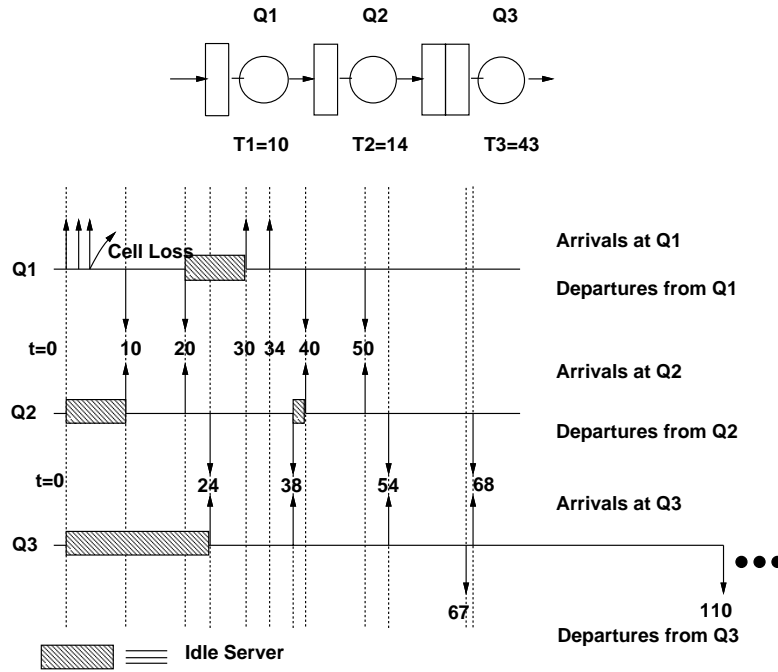 Q1 Q2 Q3
T1=10 T2=14 T3=43
Arrivals at Q1
Cell Loss
Q1
Departures from Q1
t=0 10 20 30 34 40 50
Arrivals at Q2
Q2
Departures from Q2
t=0 24 38 54 68
Arrivals at Q3
Q3
67 110
Departures from Q3
Idle Server